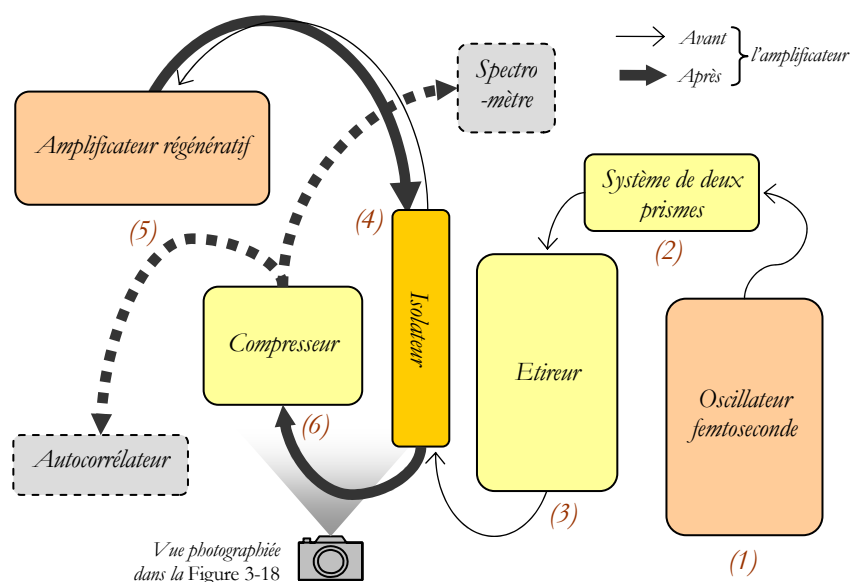 Avant
l'amplificateur
Après
Spectro
-mètre
Amplificateur régénératif
(5)
(4)
Système de deux
prismes
(2)
Isolateur
Compresseur
(6)
Etireur
(3)
Oscillateur
femtoseconde
(1)
Autocorrélateur
Vue photographiée
dans la Figure 3-18